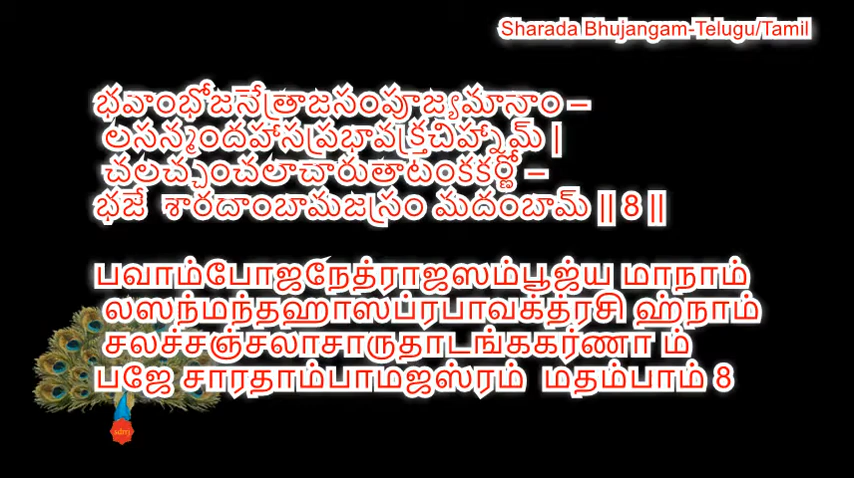 Sharada Bhujangam-Telugu/Tamil
భవాంభోజనేత్రాజసంపూజ్యమానాం –
లసన్మందహాసప్రభావక్త్రచిహ్నామ్ |
చలచ్చంచలాచారుతాటంకకర్ణో –
భజే శారదాంబామజస్రం మదంబామ్ || 8 ||
பவாம்போஜநேத்ராஜஸம்பூஜ்ய மாநாம்
லஸந்மந்தஹாஸப்ரபாவக்த்ரசி ஹ்நாம்
சலச்சஞ்சலாசாருதாடங்ககர்ணா ம்
பஜே சாரதாம்பாமஜஸ்ரம் மதம்பாம் 8
sdmj